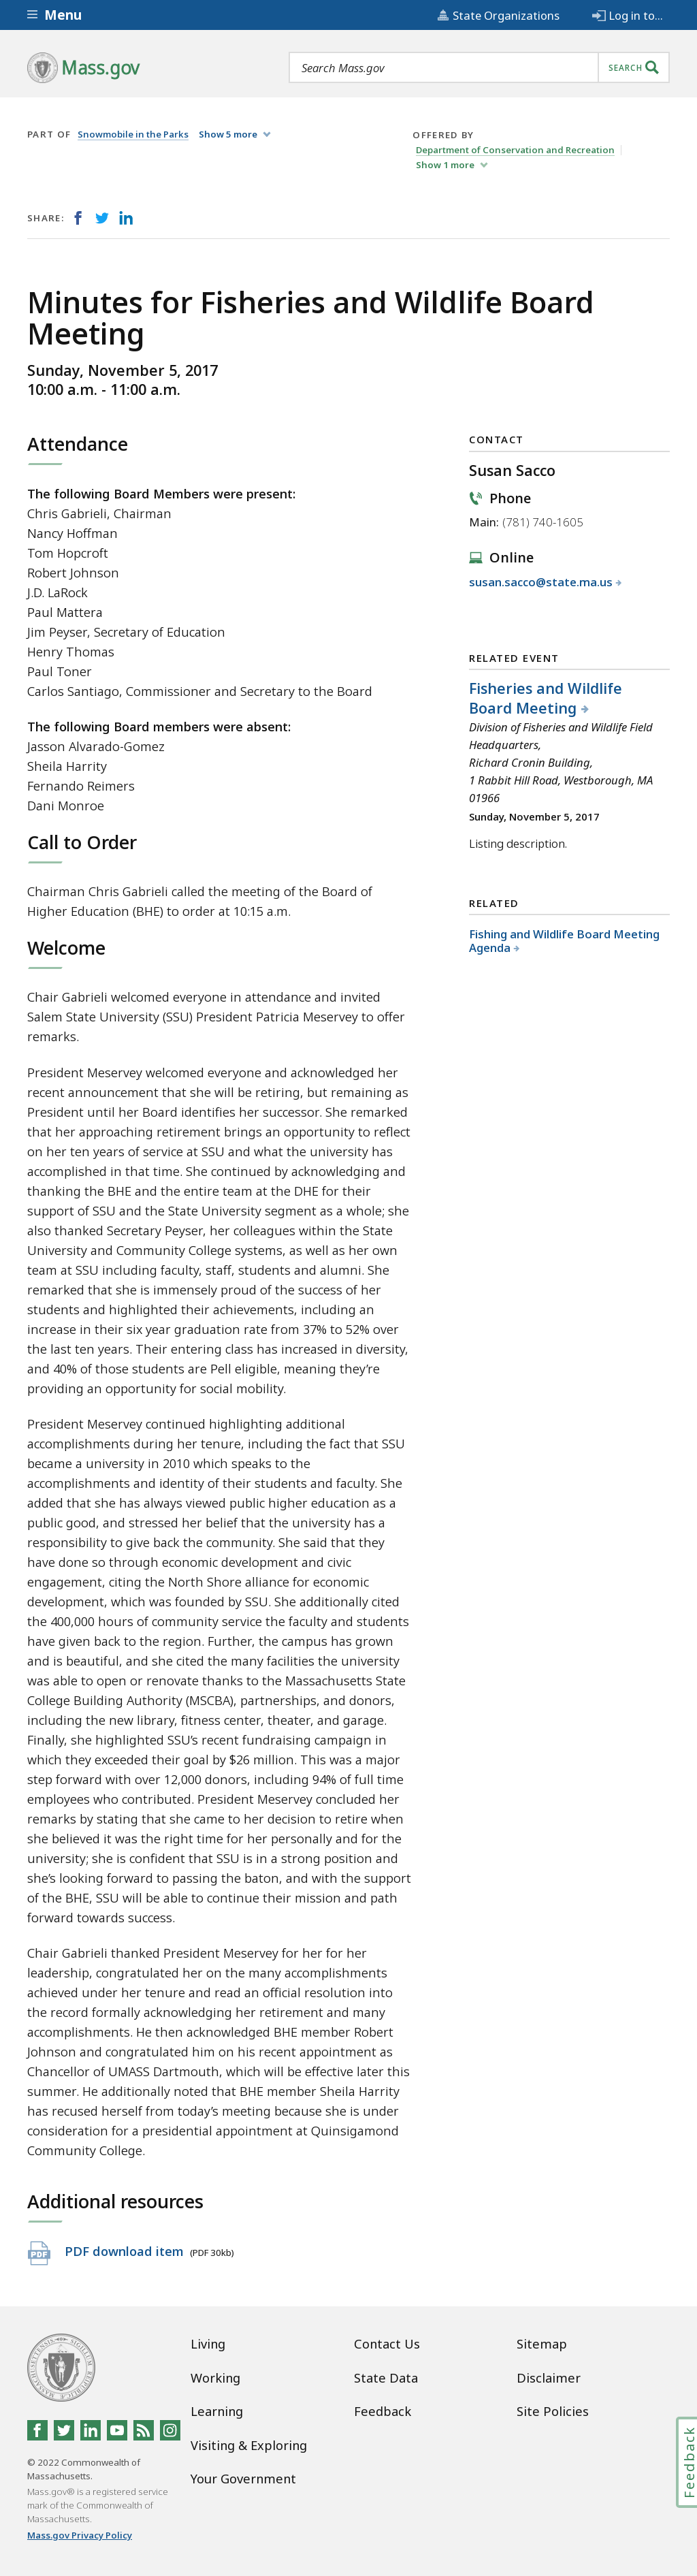 Menu
State Organizations
Log in to...
Mass.gov
Search Mass.gov
SEARCH
PART OF Snowmobile in the Parks Show 5 more
OFFERED BY
Department of Conservation and Recreation
Show 1 more
SHARE:
Minutes for Fisheries and Wildlife Board
Meeting
Sunday, November 5, 2017
10:00 a.m. - 11:00 a.m.
Attendance
The following Board Members were present:
Chris Gabrieli, Chairman
Nancy Hoffman
Tom Hopcroft
Robert Johnson
J.D. LaRock
Paul Mattera
Jim Peyser, Secretary of Education
Henry Thomas
Paul Toner
Carlos Santiago, Commissioner and Secretary to the Board
The following Board members were absent:
Jasson Alvarado-Gomez
Sheila Harrity
Fernando Reimers
Dani Monroe
Call to Order
Chairman Chris Gabrieli called the meeting of the Board of
Higher Education (BHE) to order at 10:15 a.m.
Welcome
Chair Gabrieli welcomed everyone in attendance and invited
Salem State University (SSU) President Patricia Meservey to offer
remarks.
President Meservey welcomed everyone and acknowledged her
recent announcement that she will be retiring, but remaining as
President until her Board identifies her successor. She remarked
that her approaching retirement brings an opportunity to reflect
on her ten years of service at SSU and what the university has
accomplished in that time. She continued by acknowledging and
thanking the BHE and the entire team at the DHE for their
support of SSU and the State University segment as a whole; she
also thanked Secretary Peyser, her colleagues within the State
University and Community College systems, as well as her own
team at SSU including faculty, staff, students and alumni. She
remarked that she is immensely proud of the success of her
students and highlighted their achievements, including an
increase in their six year graduation rate from 37% to 52% over
the last ten years. Their entering class has increased in diversity,
and 40% of those students are Pell eligible, meaning they’re
providing an opportunity for social mobility.
President Meservey continued highlighting additional
accomplishments during her tenure, including the fact that SSU
became a university in 2010 which speaks to the
accomplishments and identity of their students and faculty. She
added that she has always viewed public higher education as a
public good, and stressed her belief that the university has a
responsibility to give back the community. She said that they
have done so through economic development and civic
engagement, citing the North Shore alliance for economic
development, which was founded by SSU. She additionally cited
the 400,000 hours of community service the faculty and students
have given back to the region. Further, the campus has grown
and is beautiful, and she cited the many facilities the university
was able to open or renovate thanks to the Massachusetts State
College Building Authority (MSCBA), partnerships, and donors,
including the new library, fitness center, theater, and garage.
Finally, she highlighted SSU’s recent fundraising campaign in
which they exceeded their goal by $26 million. This was a major
step forward with over 12,000 donors, including 94% of full time
employees who contributed. President Meservey concluded her
remarks by stating that she came to her decision to retire when
she believed it was the right time for her personally and for the
university; she is confident that SSU is in a strong position and
she’s looking forward to passing the baton, and with the support
of the BHE, SSU will be able to continue their mission and path
forward towards success.
Chair Gabrieli thanked President Meservey for her for her
leadership, congratulated her on the many accomplishments
achieved under her tenure and read an official resolution into
the record formally acknowledging her retirement and many
accomplishments. He then acknowledged BHE member Robert
Johnson and congratulated him on his recent appointment as
Chancellor of UMASS Dartmouth, which will be effective later this
summer. He additionally noted that BHE member Sheila Harrity
has recused herself from today’s meeting because she is under
consideration for a presidential appointment at Quinsigamond
Community College.
Additional resources
PDF
PDF download item (PDF 30kb)
CONTACT
Susan Sacco
Phone
Main: (781) 740-1605
Online
susan.sacco@state.ma.us
RELATED EVENT
Fisheries and Wildlife
Board Meeting
Division of Fisheries and Wildlife Field
Headquarters,
Richard Cronin Building,
1 Rabbit Hill Road, Westborough, MA
01966
Sunday, November 5, 2017
Listing description.
RELATED
Fishing and Wildlife Board Meeting
Agenda
Living
Working
Learning
Visiting & Exploring
Your Government
Contact Us
State Data
Feedback
Sitemap
Disclaimer
Site Policies
© 2022 Commonwealth of
Massachusetts.
Mass.gov® is a registered service
mark of the Commonwealth of
Massachusetts.
Mass.gov Privacy Policy
Feedback